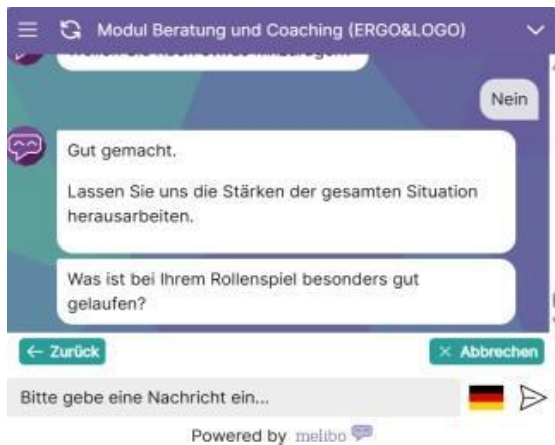 Modul Beratung und Coaching (ERGO&LOGO)
Nein
Gut gemacht.
Lassen Sie uns die Stärken der gesamten Situation
herausarbeiten.
Was ist bei Ihrem Rollenspiel besonders gut
gelaufen?
← Zurück
× Abbrechen
Bitte gebe eine Nachricht ein...
Powered by melibo